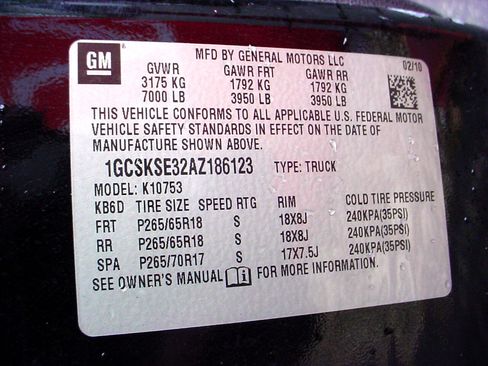 GM
MFD BY GENERAL MOTORS LLC 02/10
GVWR GAWR FRT GAWR RR
3175 KG 1792 KG 1792 KG
7000 LB 3950 LB 3950 LB
THIS VEHICLE CONFORMS TO ALL APPLICABLE U.S. FEDERAL MOTOR
VEHICLE SAFETY STANDARDS IN EFFECT ON THE DATE OF
MANUFACTURE SHOWN ABOVE.
1GCSKSE32AZ186123 TYPE: TRUCK
MODEL: K10753
KB6D TIRE SIZE SPEED RTG RIM COLD TIRE PRESSURE
FRT P265/65R18 S 18X8J 240KPA(35PSI)
RR P265/65R18 S 18X8J 240KPA(35PSI)
SPA P265/70R17 S 17X7.5J 240KPA(35PSI)
SEE OWNER'S MANUAL FOR MORE INFORMATION.